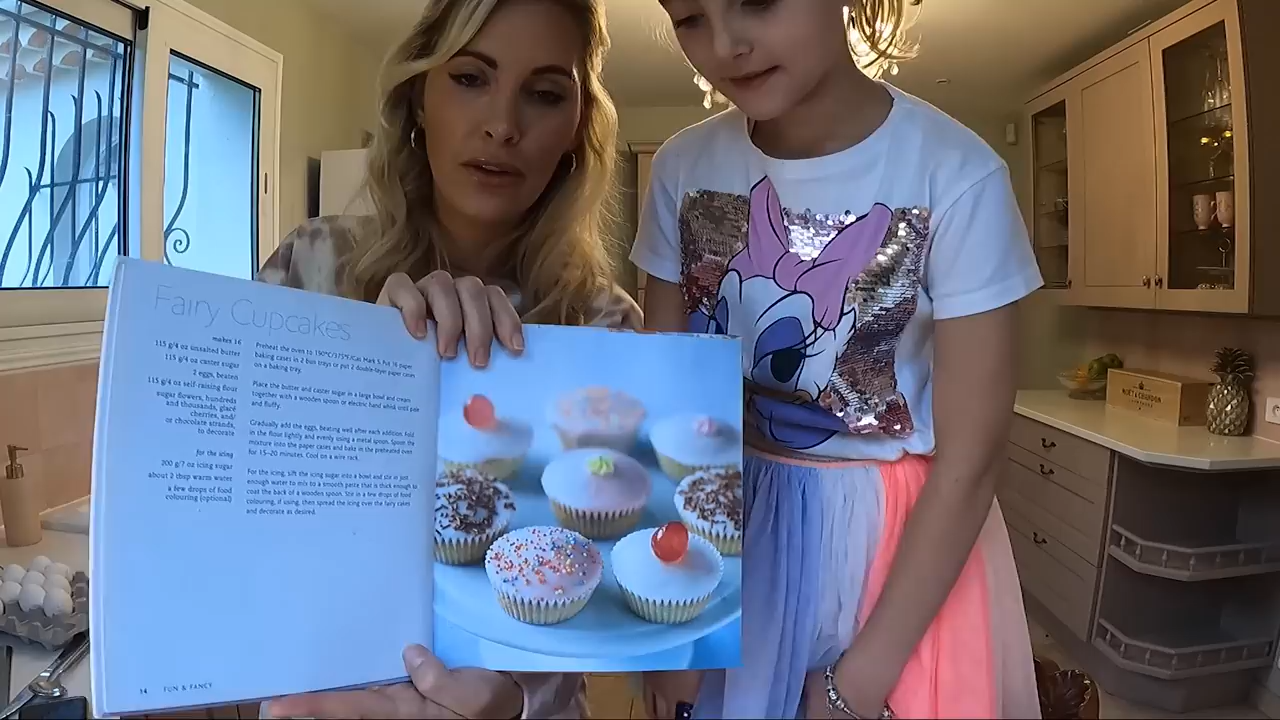 Fairy Cupcakes
makes 16
115 g/4 oz unsalted butter
115 g/4 oz caster sugar
2 eggs, beaten
115 g/4 oz self-raising flour
sugar flowers, hundreds
and thousands, glacé
cherries, and/
or chocolate strands,
to decorate
for the icing
200 g/7 oz icing sugar
about 2 tbsp warm water
a few drops of food
colouring (optional)
Preheat the oven to 190°C/375°F/Gas Mark 5. Put 16 paper
baking cases in 2 bun trays or put 2 double-layer paper cases
on a baking tray.
Place the butter and caster sugar in a large bowl and cream
together with a wooden spoon or electric hand whisk until pale
and fluffy.
Gradually add the eggs, beating well after each addition. Fold
in the flour lightly and evenly using a metal spoon. Spoon the
mixture into the paper cases and bake in the preheated oven
for 15–20 minutes. Cool on a wire rack.
For the icing, sift the icing sugar into a bowl and stir in just
enough water to mix to a smooth paste that is thick enough to
coat the back of a wooden spoon. Stir in a few drops of food
colouring, if using, then spread the icing over the fairy cakes
and decorate as desired.
14 FUN & FANCY
MOËT & CHANDON